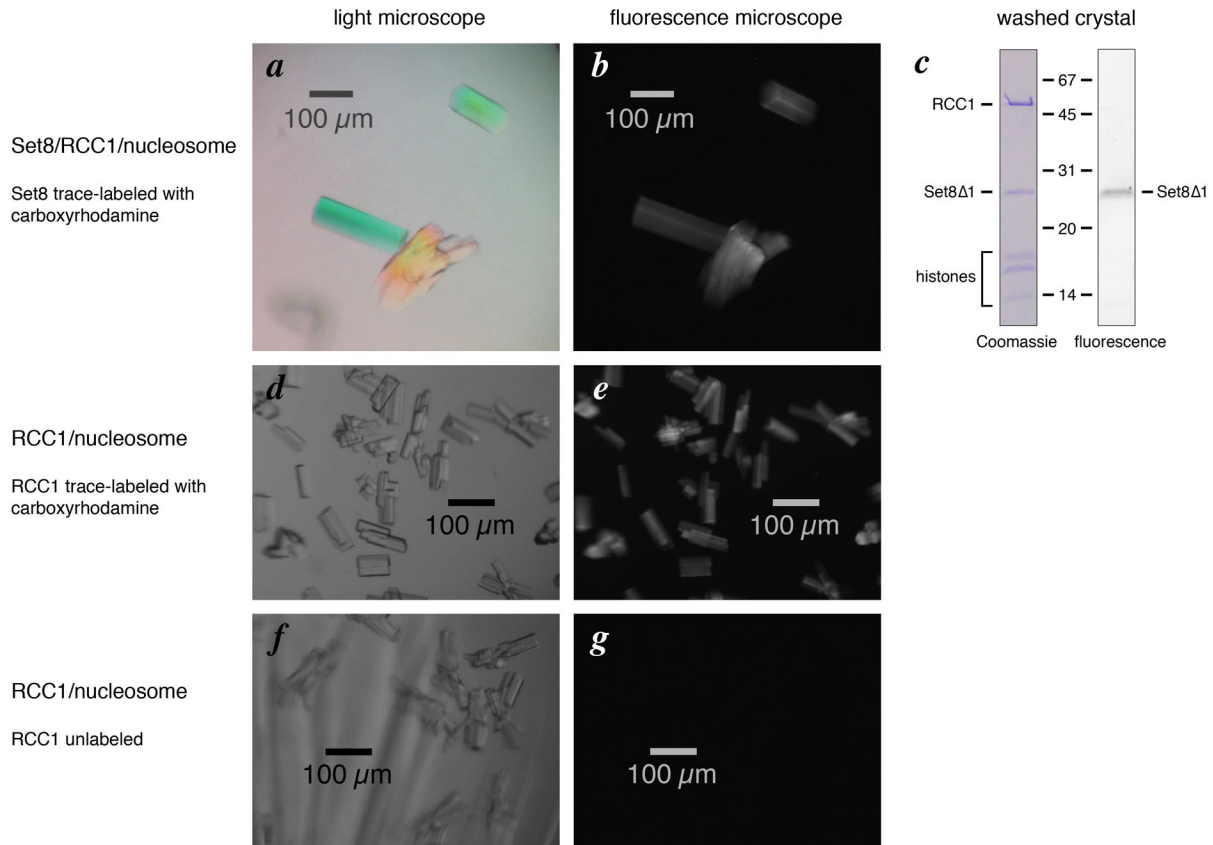 light microscope
fluorescence microscope
washed crystal
Set8/RCC1/nucleosome
Set8 trace-labeled with
carboxyrhodamine
a
100 µm
b
100 µm
c
RCC1
Set8Δ1
histones
67
45
31
20
14
Set8Δ1
Coomassie
fluorescence
RCC1/nucleosome
RCC1 trace-labeled with
carboxyrhodamine
d
100 µm
e
100 µm
RCC1/nucleosome
RCC1 unlabeled
f
100 µm
g
100 µm